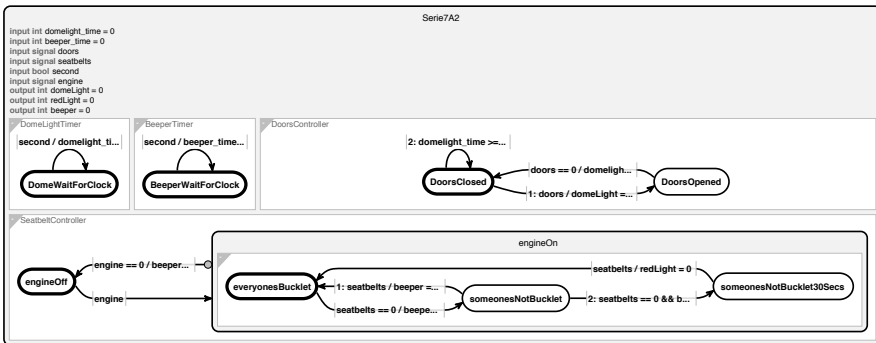 Serie7A2
input int domelight_time = 0
input int beeper_time = 0
input signal doors
input signal seatbelts
input bool second
input signal engine
output int domeLight = 0
output int redLight = 0
output int beeper = 0
- DomeLightTimer
second / domelight_ti...
DomeWaitForClock
- BeeperTimer
second / beeper_time...
BeeperWaitForClock
- DoorsController
2: domelight_time >=...
DoorsClosed
doors == 0 / domeligh...
1: doors / domeLight =...
DoorsOpened
- SeatbeltController
engineOff
engine == 0 / beeper...
engine
engineOn
-
everyonesBucklet
seatbelts / redLight = 0
1: seatbelts / beeper =...
seatbelts == 0 / beepe...
someonesNotBucklet
2: seatbelts == 0 && b...
someonesNotBucklet30Secs